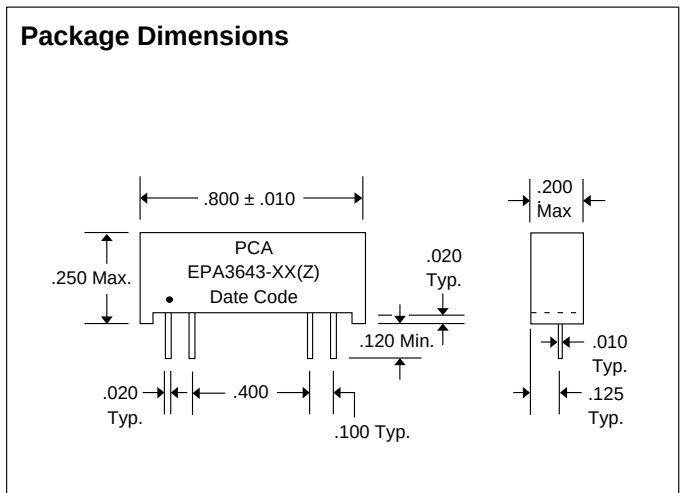 Package Dimensions
.800 ± .010
.200
Max
PCA
EPA3643-XX(Z)
Date Code
.250 Max.
.020
Typ.
.120 Min.
.010
Typ.
.020
Typ.
.400
.125
Typ.
.100 Typ.